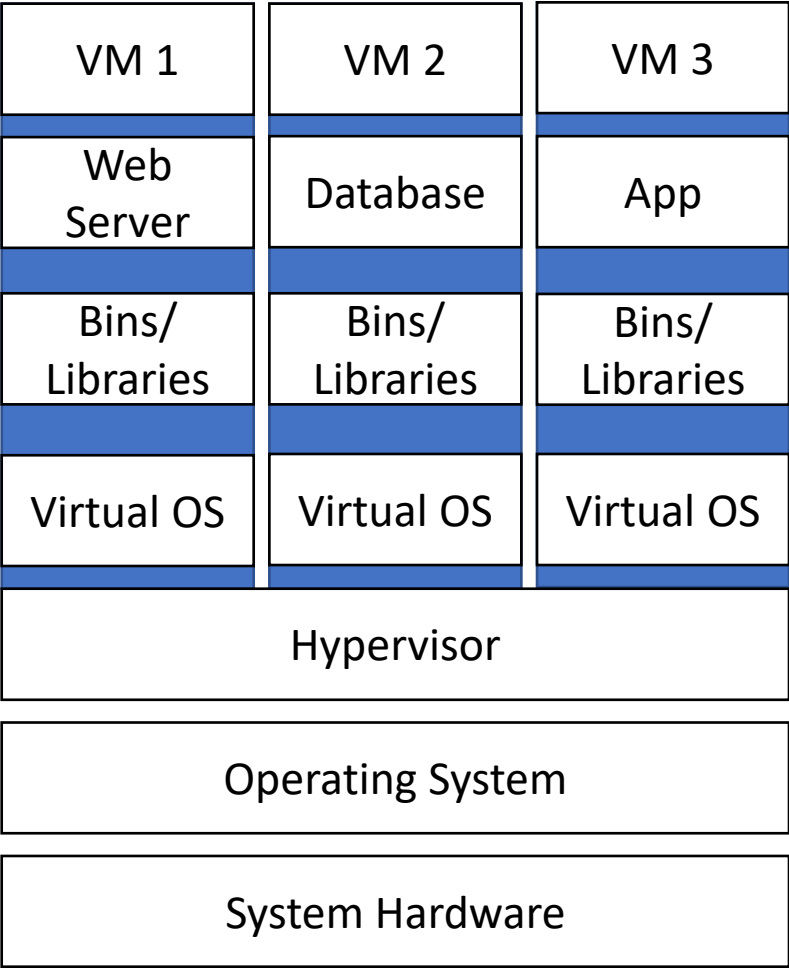 VM 1
VM 2
VM 3
Web
Server
Database
App
Bins/
Libraries
Bins/
Libraries
Bins/
Libraries
Virtual OS
Virtual OS
Virtual OS
Hypervisor
Operating System
System Hardware